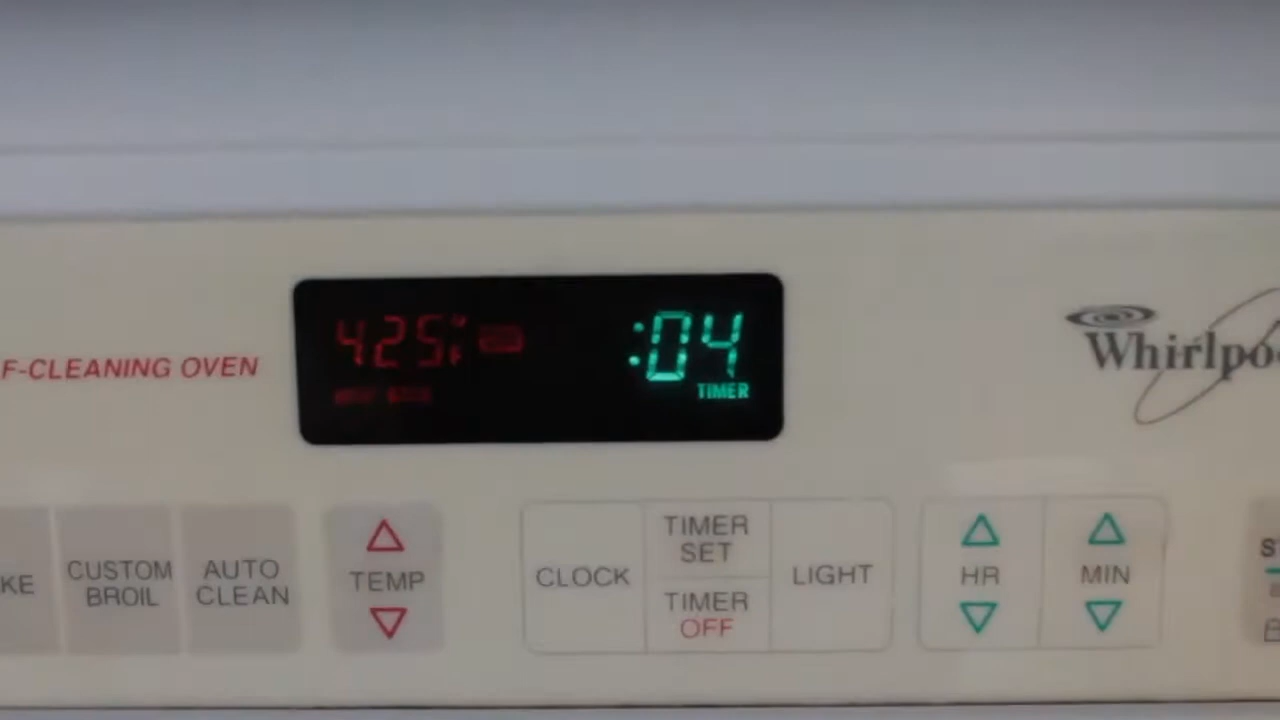 F-CLEANING OVEN
425°F
:04
TIMER
Whirlpo
KE
CUSTOM
BROIL
AUTO
CLEAN
TEMP
CLOCK
TIMER
SET
TIMER
OFF
LIGHT
HR
MIN